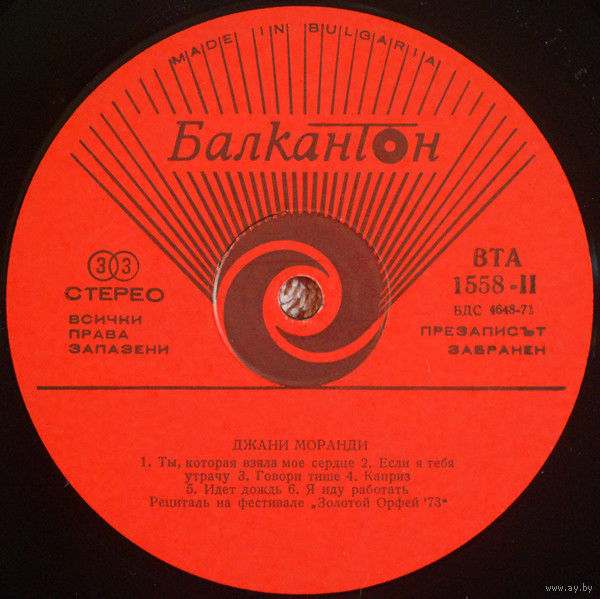 MADE IN BULGARIA
Балкантон
33
СТЕРЕО
ВСИЧКИ
ПРАВА
ЗАПАЗЕНИ
ВТА
1558-II
БДС 4648-71
ПРЕЗАПИСЪТ
ЗАБРАНЕН
ДЖАНИ МОРАНДИ
1. Ты, которая взяла мое сердце 2. Если я тебя
утрачу 3. Говори тише 4. Каприз
5. Идет дождь 6. Я иду работать
Рециталь на фестивале „Золотой Орфей '73“
www.ay.by